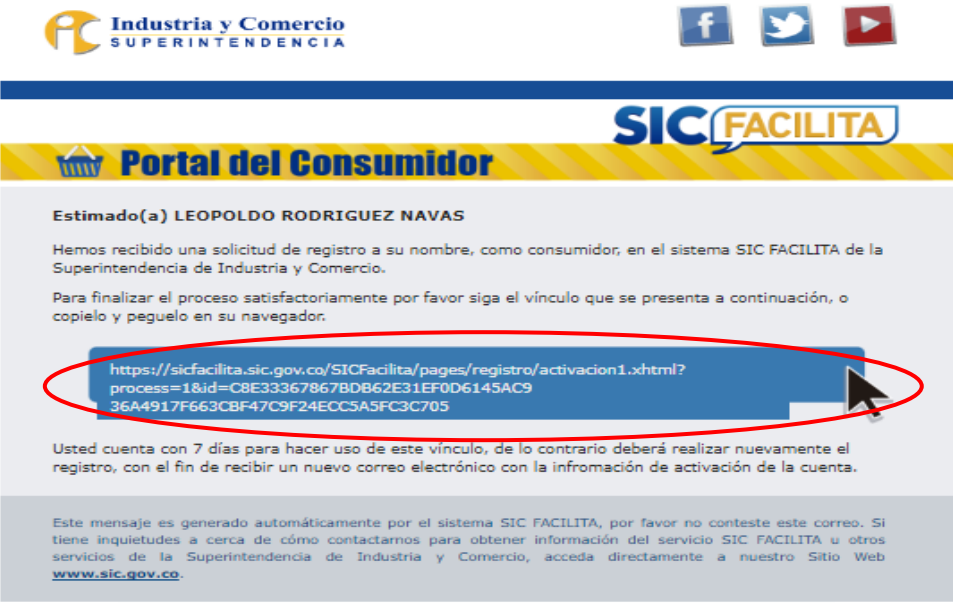 Industria y Comercio
SUPERINTENDENCIA
SIC FACILITA
Portal del Consumidor
Estimado(a) LEOPOLDO RODRIGUEZ NAVAS
Hemos recibido una solicitud de registro a su nombre, como consumidor, en el sistema SIC FACILITA de la
Superintendencia de Industria y Comercio.
Para finalizar el proceso satisfactoriamente por favor siga el vínculo que se presenta a continuación, o
copielo y peguelo en su navegador.
https://sicfacilita.sic.gov.co/SICFacilita/pages/registro/activacion1.xhtml?
process=1&id=C8E33367867BDB62E31EF0D6145AC9
36A4917F663CBF47C9F24ECC5A5FC3C705
Usted cuenta con 7 días para hacer uso de este vínculo, de lo contrario deberá realizar nuevamente el
registro, con el fin de recibir un nuevo correo electrónico con la infromación de activación de la cuenta.
Este mensaje es generado automáticamente por el sistema SIC FACILITA, por favor no conteste este correo. Si
tiene inquietudes a cerca de cómo contactarnos para obtener información del servicio SIC FACILITA u otros
servicios de la Superintendencia de Industria y Comercio, acceda directamente a nuestro Sitio Web
www.sic.gov.co.